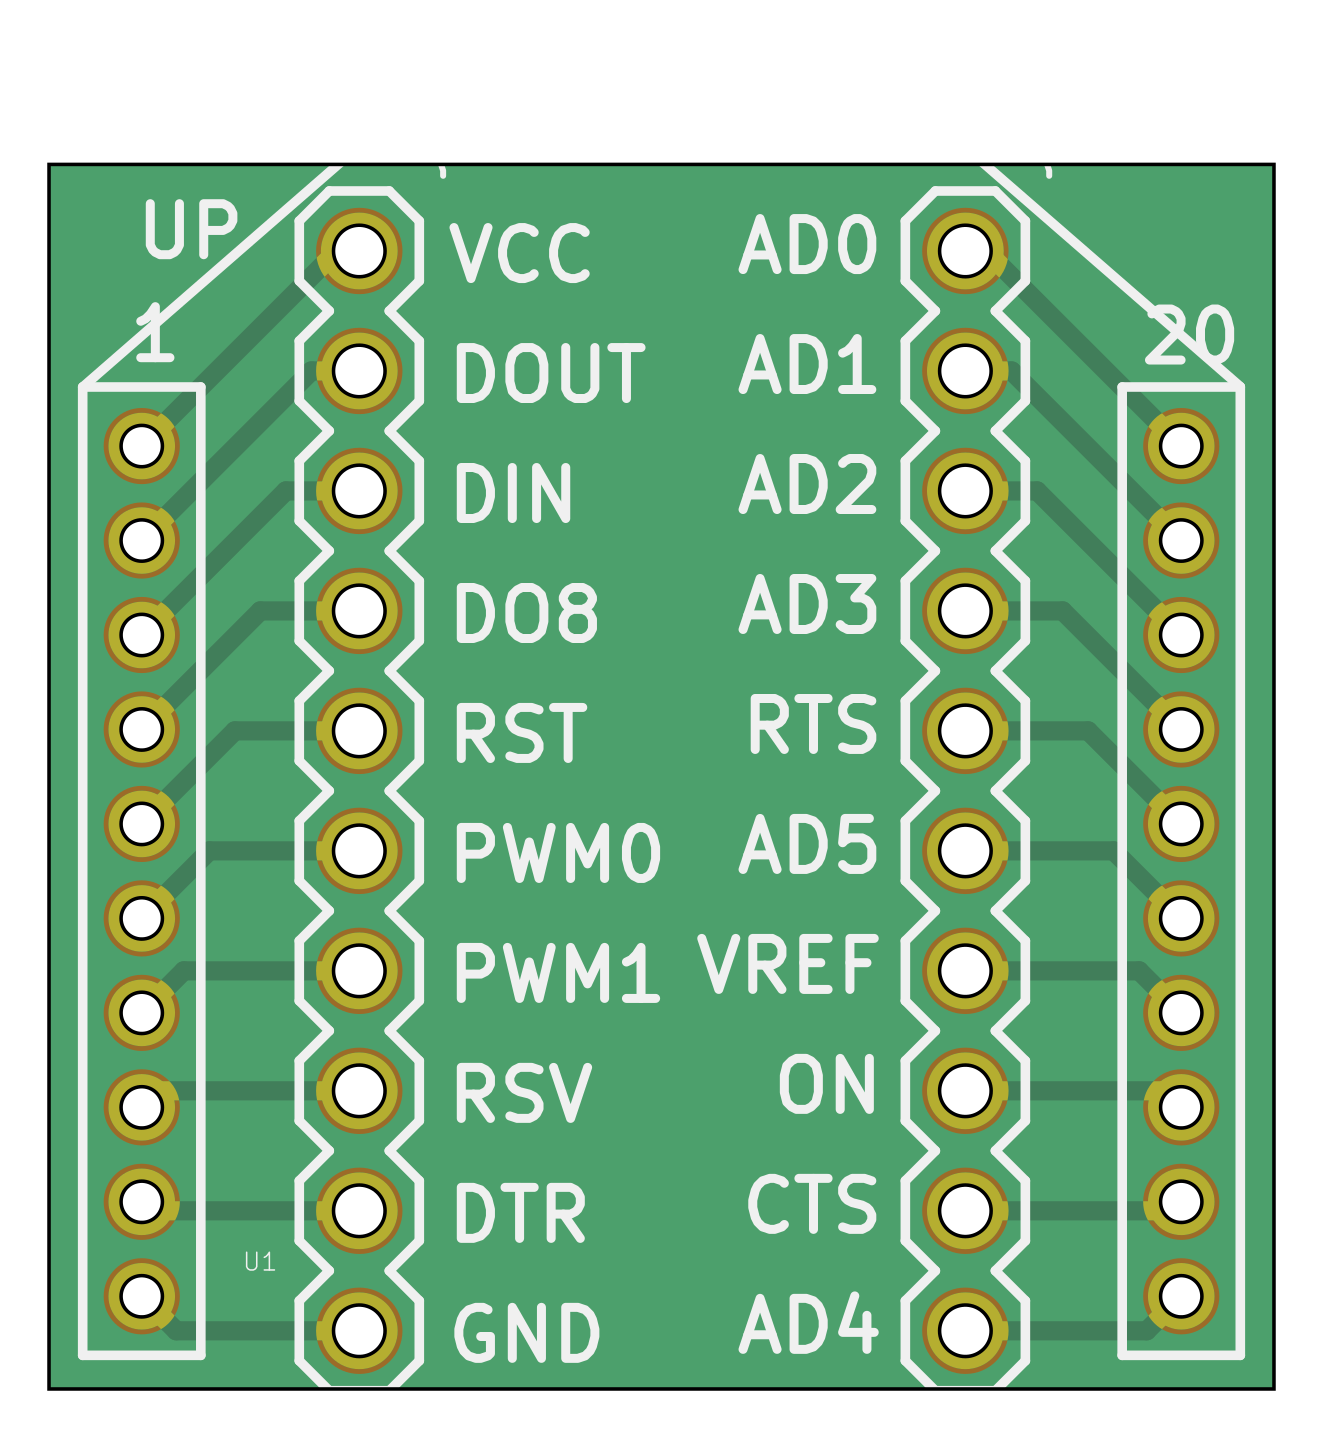 UP
1
VCC
DOUT
DIN
DO8
RST
PWM0
PWM1
RSV
DTR
GND
U1
AD0
AD1
AD2
AD3
RTS
AD5
VREF
ON
CTS
AD4
20